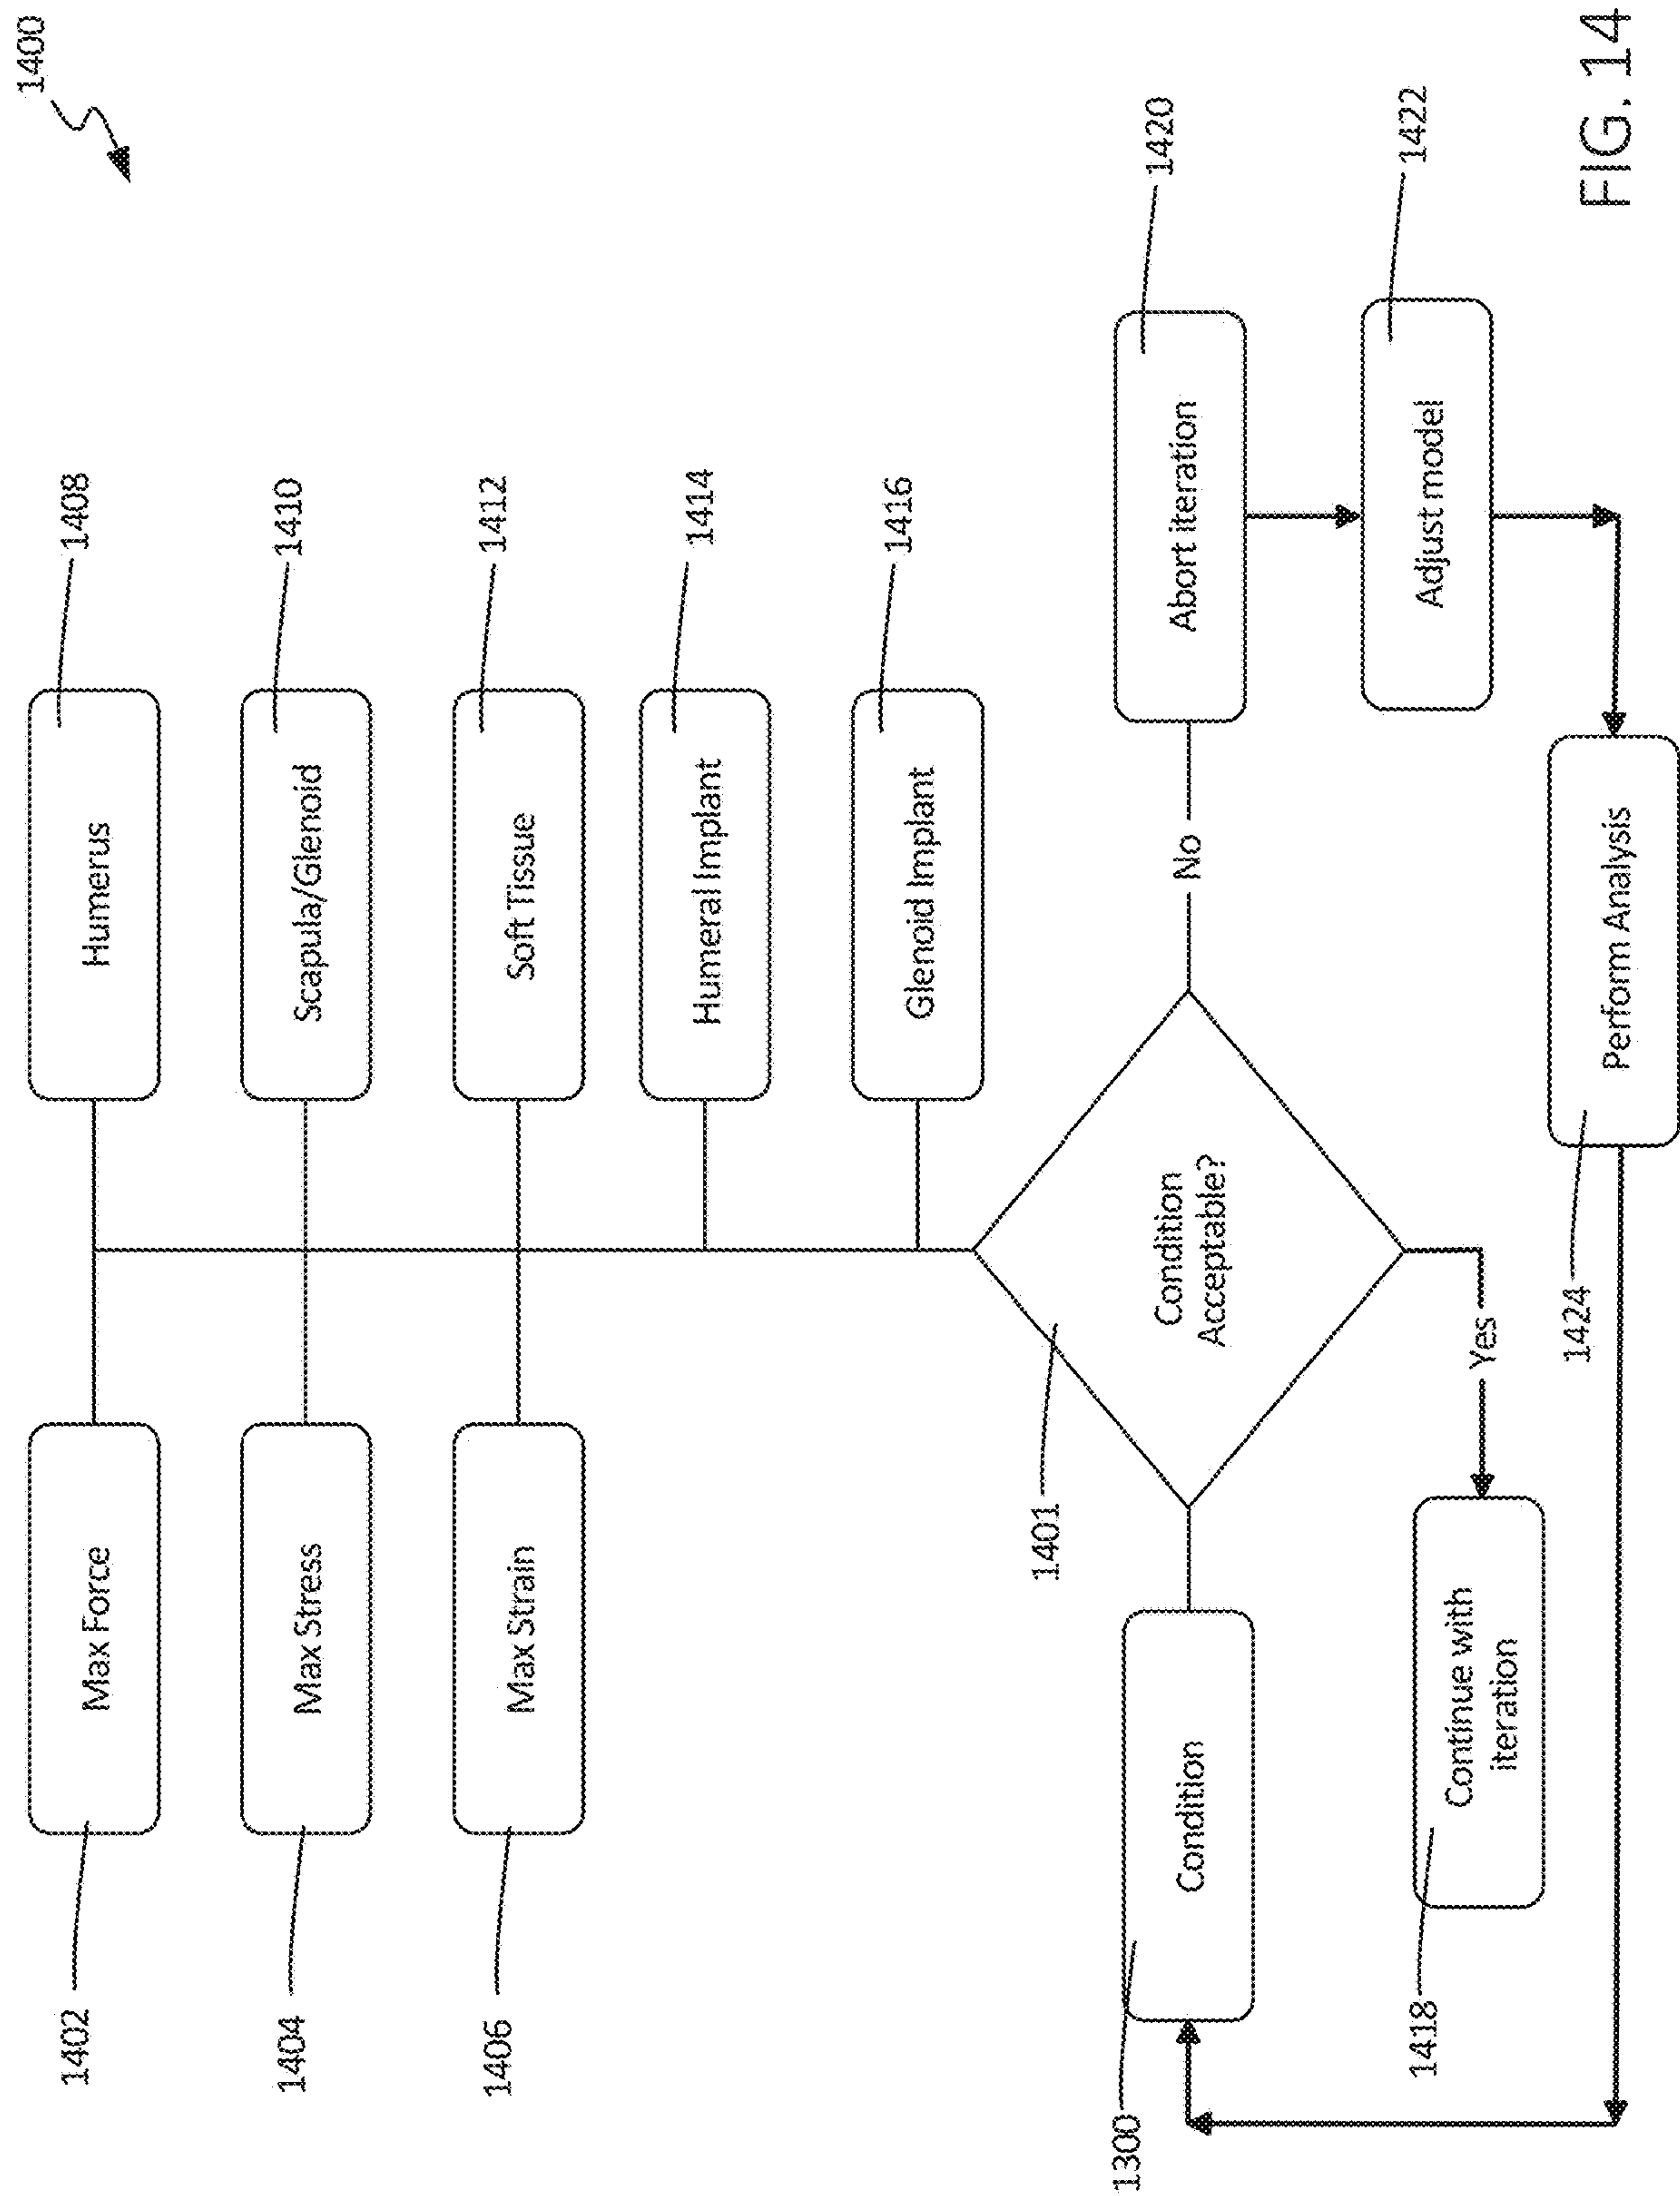 1400
1402
Max Force
Humerus
1408
1404
Max Stress
Scapula/Glenoid
1410
1406
Max Strain
Soft Tissue
1412
Humeral Implant
1414
Glenoid Implant
1416
1401
1300
Condition
Condition
Acceptable?
No
Abort iteration
1420
1418
Continue with
iteration
Yes
Adjust model
1422
1424
Perform Analysis
FIG. 14